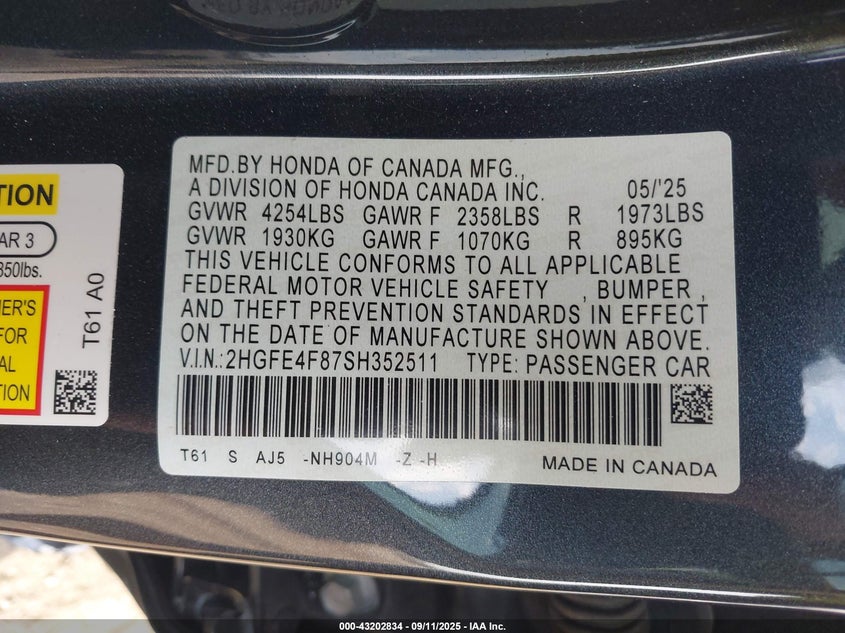 TION
AR 3
850lbs.
ER'S
FOR
AL
TION
T61 A0
MFD.BY HONDA OF CANADA MFG.,
A DIVISION OF HONDA CANADA INC. 05/'25
GVWR 4254LBS GAWR F 2358LBS R 1973LBS
GVWR 1930KG GAWR F 1070KG R 895KG
THIS VEHICLE CONFORMS TO ALL APPLICABLE
FEDERAL MOTOR VEHICLE SAFETY , BUMPER ,
AND THEFT PREVENTION STANDARDS IN EFFECT
ON THE DATE OF MANUFACTURE SHOWN ABOVE.
V.I.N.:2HGFE4F87SH352511 TYPE: PASSENGER CAR
T61 S AJ5 -NH904M -Z -H
MADE IN CANADA
000-43202834 - 09/11/2025 - IAA Inc.